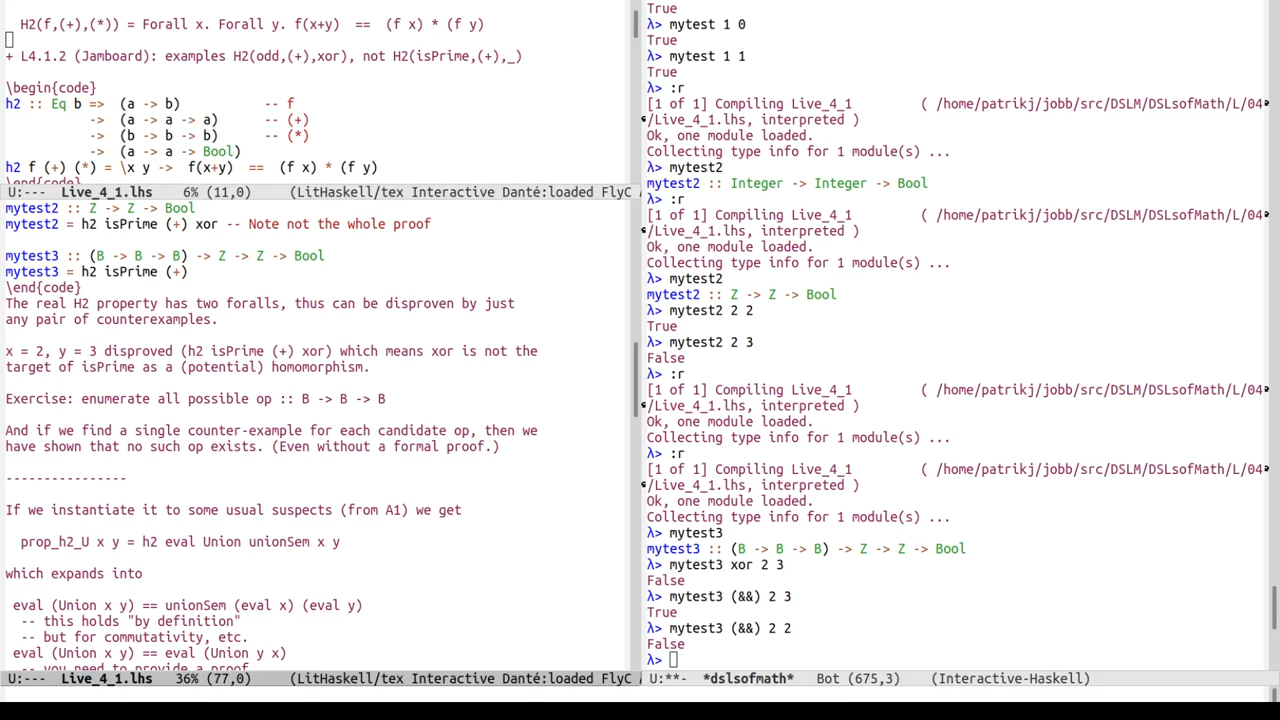 H2(f,(+),(*)) = Forall x. Forall y. f(x+y)  ==  (f x) * (f y)
+ L4.1.2 (Jamboard): examples H2(odd,(+),xor), not H2(isPrime,(+),_)
\begin{code}
h2 :: Eq b =>  (a -> b)           -- f
           ->  (a -> a -> a)      -- (+)
           ->  (b -> b -> b)      -- (*)
           ->  (a -> a -> Bool)
h2 f (+) (*) = \x y ->  f(x+y)  ==  (f x) * (f y)
\end{code}
U:---  Live_4_1.lhs    6% (11,0)    (LitHaskell/tex Interactive Danté:loaded FlyC
mytest2 :: Z -> Z -> Bool
mytest2 = h2 isPrime (+) xor -- Note not the whole proof
mytest3 :: (B -> B -> B) -> Z -> Z -> Bool
mytest3 = h2 isPrime (+)
\end{code}
The real H2 property has two foralls, thus can be disproven by just
any pair of counterexamples.
x = 2, y = 3 disproved (h2 isPrime (+) xor) which means xor is not the
target of isPrime as a (potential) homomorphism.
Exercise: enumerate all possible op :: B -> B -> B
And if we find a single counter-example for each candidate op, then we
have shown that no such op exists. (Even without a formal proof.)
----------------
If we instantiate it to some usual suspects (from A1) we get
prop_h2_U x y = h2 eval Union unionSem x y
which expands into
eval (Union x y) == unionSem (eval x) (eval y)
-- this holds "by definition"
-- but for commutativity, etc.
eval (Union x y) == eval (Union y x)
-- you need to provide a proof
U:---  Live_4_1.lhs   36% (77,0)    (LitHaskell/tex Interactive Danté:loaded FlyC
True
λ> mytest 1 0
True
λ> mytest 1 1
True
λ> :r
[1 of 1] Compiling Live_4_1         ( /home/patrikj/jobb/src/DSLM/DSLsofMath/L/04
/Live_4_1.lhs, interpreted )
Ok, one module loaded.
Collecting type info for 1 module(s) ...
λ> mytest2
mytest2 :: Integer -> Integer -> Bool
λ> :r
[1 of 1] Compiling Live_4_1         ( /home/patrikj/jobb/src/DSLM/DSLsofMath/L/04
/Live_4_1.lhs, interpreted )
Ok, one module loaded.
Collecting type info for 1 module(s) ...
λ> mytest2
mytest2 :: Z -> Z -> Bool
λ> mytest2 2 2
True
λ> mytest2 2 3
False
λ> :r
[1 of 1] Compiling Live_4_1         ( /home/patrikj/jobb/src/DSLM/DSLsofMath/L/04
/Live_4_1.lhs, interpreted )
Ok, one module loaded.
Collecting type info for 1 module(s) ...
λ> :r
[1 of 1] Compiling Live_4_1         ( /home/patrikj/jobb/src/DSLM/DSLsofMath/L/04
/Live_4_1.lhs, interpreted )
Ok, one module loaded.
Collecting type info for 1 module(s) ...
λ> mytest3
mytest3 :: (B -> B -> B) -> Z -> Z -> Bool
λ> mytest3 xor 2 3
False
λ> mytest3 (&&) 2 3
True
λ> mytest3 (&&) 2 2
False
λ>
U:**-  *dslsofmath*   Bot (675,3)    (Interactive-Haskell)